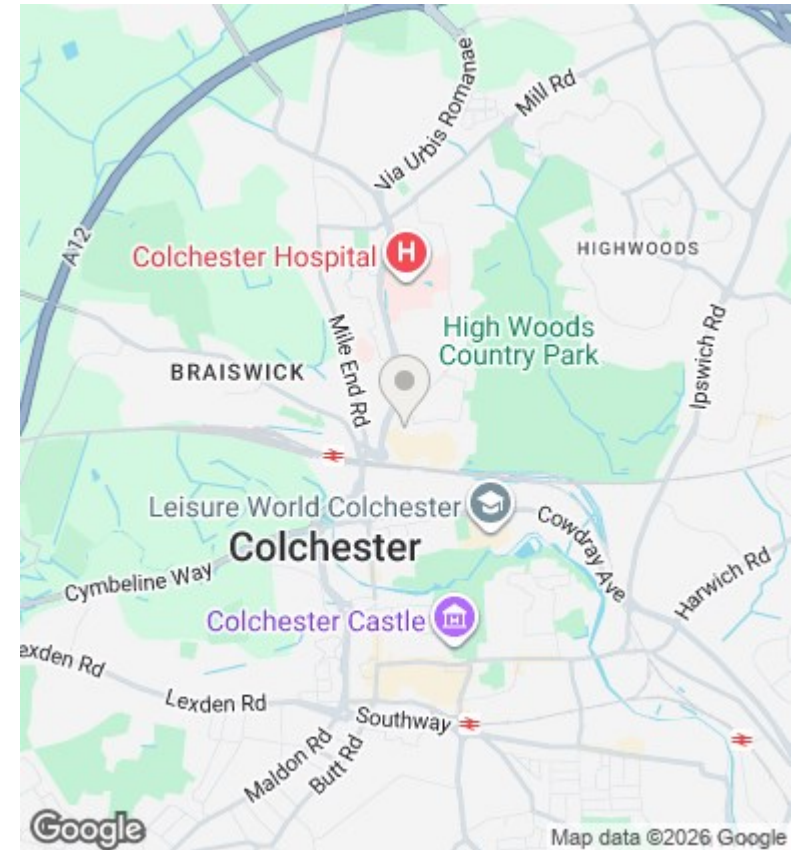 Via Urbis Romanae
Mill Rd
A12
Colchester Hospital
H
HIGHWOODS
Mile End Rd
High Woods
Country Park
Ipswich Rd
BRAISWICK
Leisure World Colchester
Colchester
Cowdray Ave
Cymbeline Way
Harwich Rd
Colchester Castle
exden Rd
Lexden Rd
Southway
Maldon Rd
Butt Rd
Google
Map data ©2026 Google